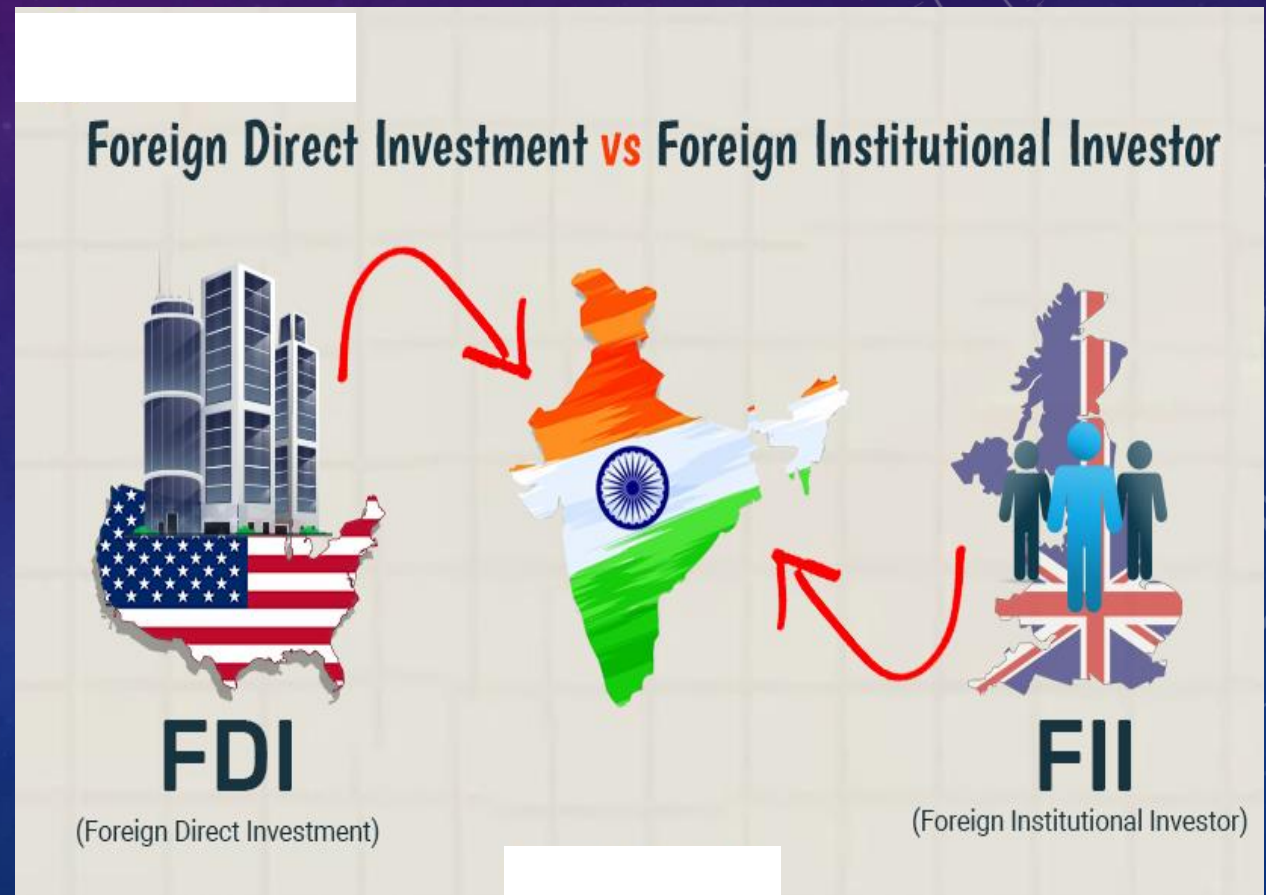 Foreign Direct Investment vs Foreign Institutional Investor
FDI
(Foreign Direct Investment)
FII
(Foreign Institutional Investor)